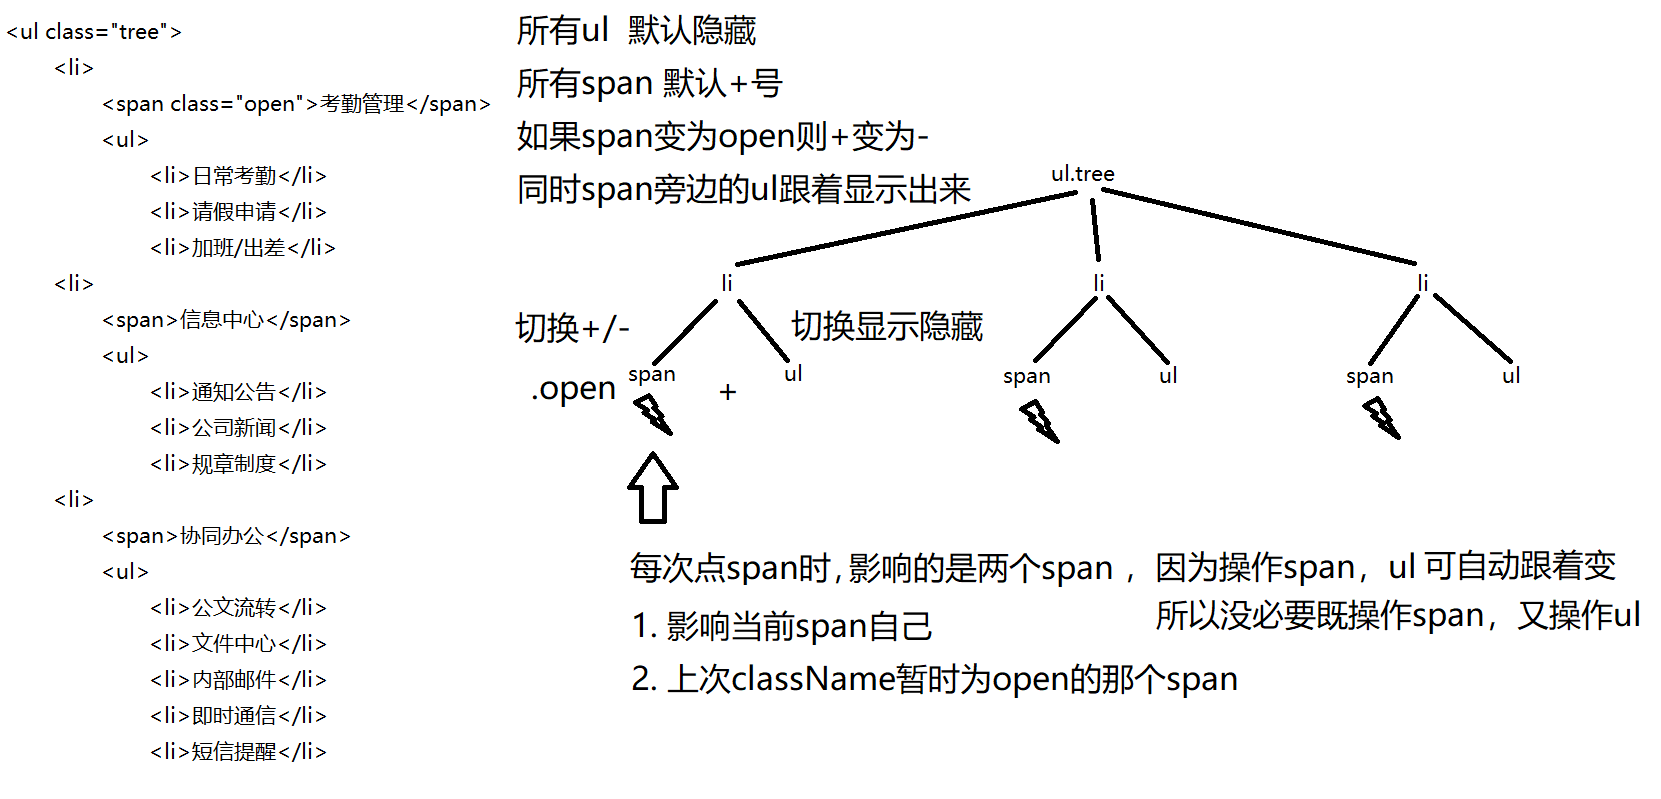 <ul class="tree">
<li>
<span class="open">考勤管理</span>
<ul>
<li>日常考勤</li>
<li>请假申请</li>
<li>加班/出差</li>
<li>
<span>信息中心</span>
<ul>
<li>通知公告</li>
<li>公司新闻</li>
<li>规章制度</li>
<li>
<span>协同办公</span>
<ul>
<li>公文流转</li>
<li>文件中心</li>
<li>内部邮件</li>
<li>即时通信</li>
<li>短信提醒</li>
所有ul 默认隐藏
所有span 默认+号
如果span变为open则+变为-
同时span旁边的ul跟着显示出来
ul.tree
li
li
li
切换+/-
切换显示隐藏
.open
span
+
ul
span
ul
span
ul
每次点span时,影响的是两个span ，
1. 影响当前span自己
2. 上次className暂时为open的那个span
因为操作span，ul 可自动跟着变
所以没必要既操作span，又操作ul